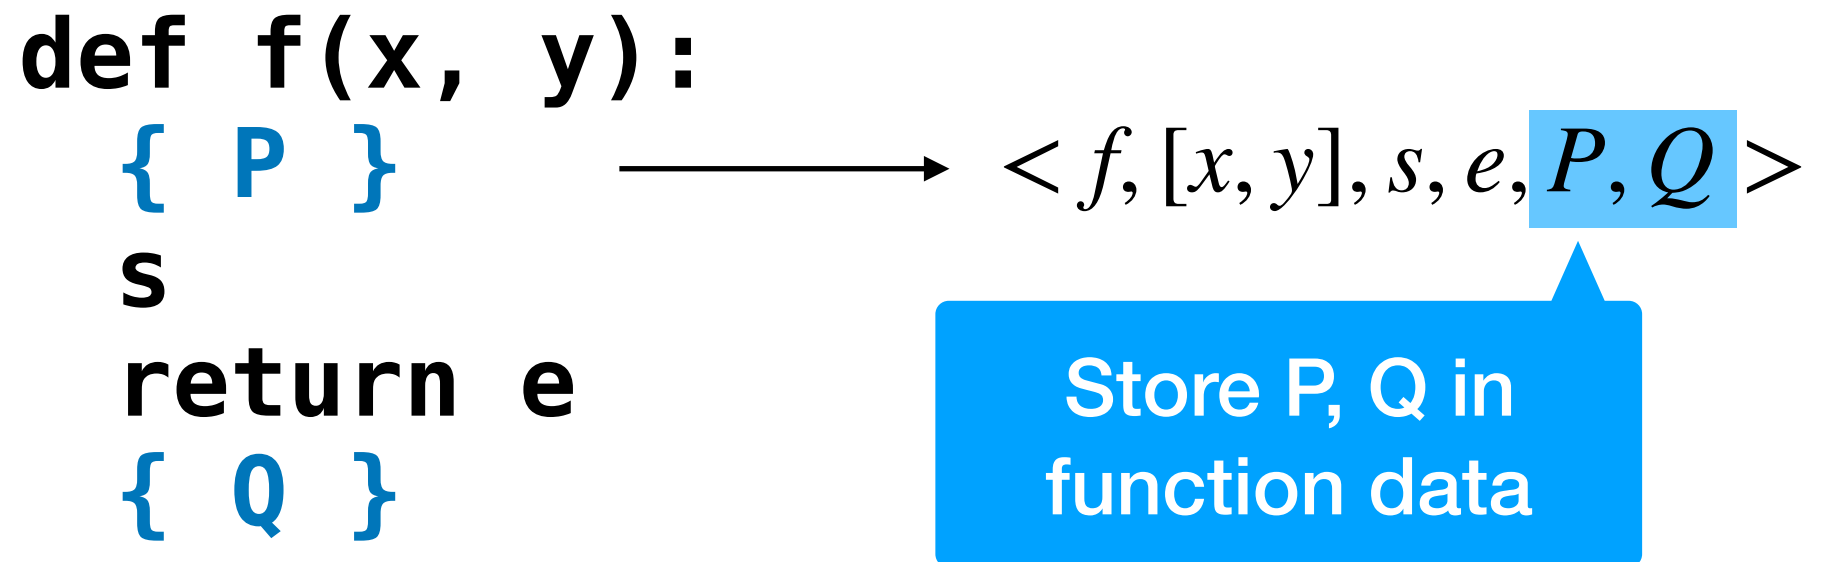 def f(x, y):
{ P }
s
return e
{ Q }
< f, [x, y], s, e, P, Q >
Store P, Q in
function data